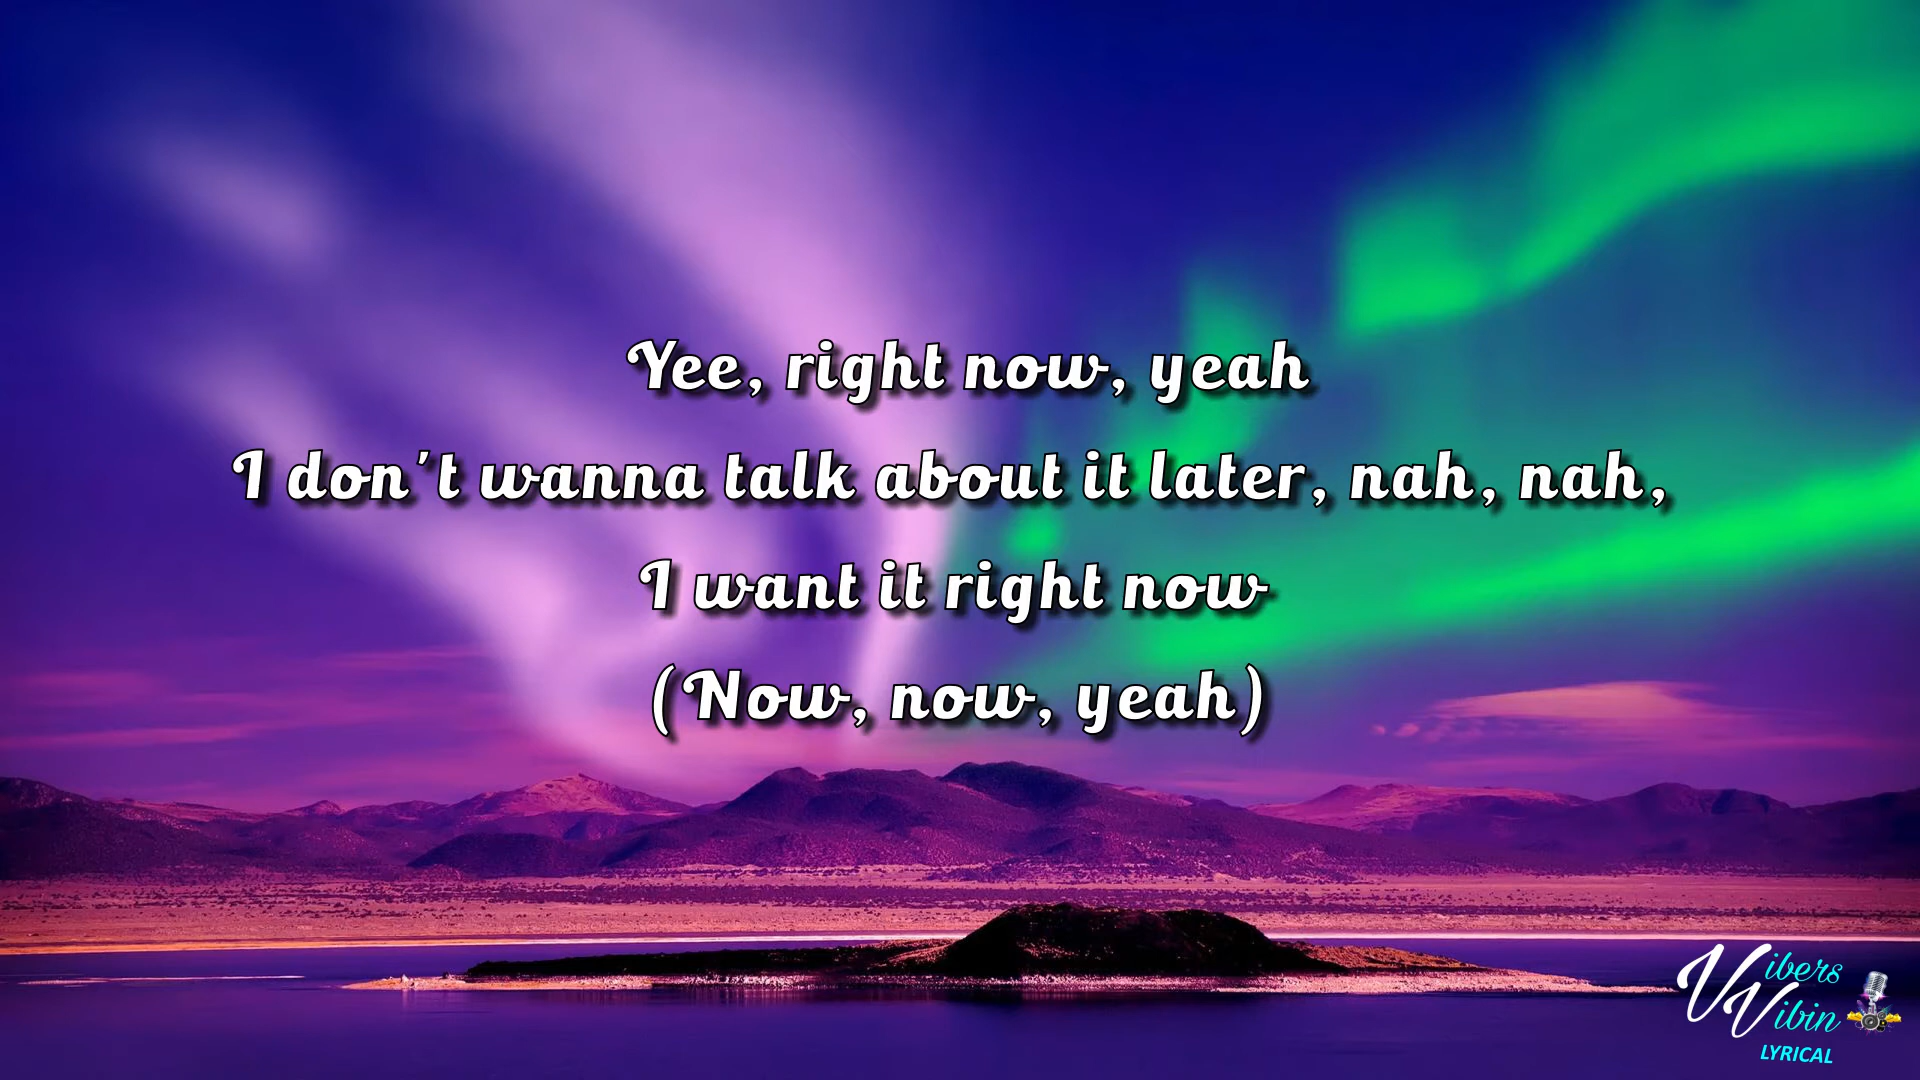 Yee, right now, yeah
I don't wanna talk about it later, nah, nah,
I want it right now
(Now, now, yeah)
Vibers
Vibin
LYRICAL